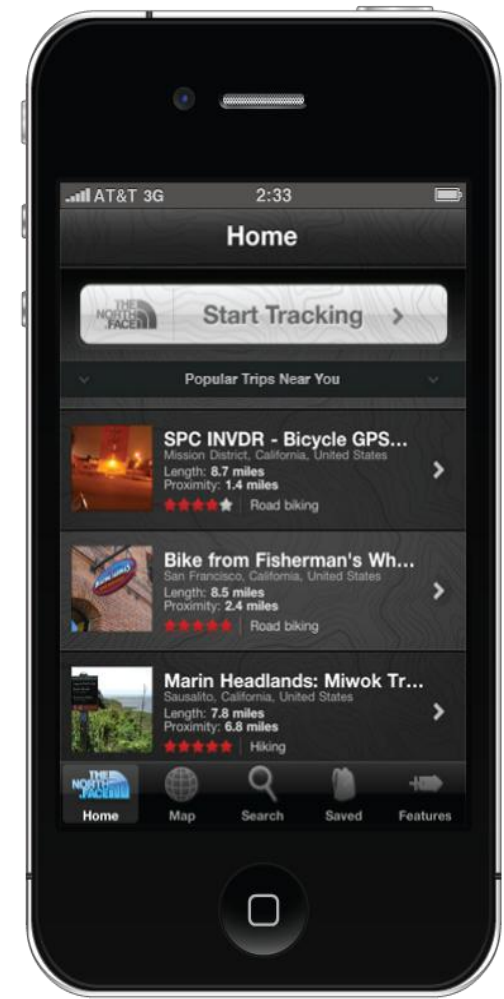 AT&T 3G 2:33
Home
THE NORTH FACE Start Tracking
Popular Trips Near You
SPC INVDR - Bicycle GPS...
Mission District, California, United States
Length: 8.7 miles
Proximity: 1.4 miles
Road biking
Bike from Fisherman's Wh...
San Francisco, California, United States
Length: 8.5 miles
Proximity: 2.4 miles
Road biking
Marin Headlands: Miwok Tr...
Sausalito, California, United States
Length: 7.8 miles
Proximity: 6.8 miles
Hiking
THE NORTH FACE
Home Map Search Saved Features